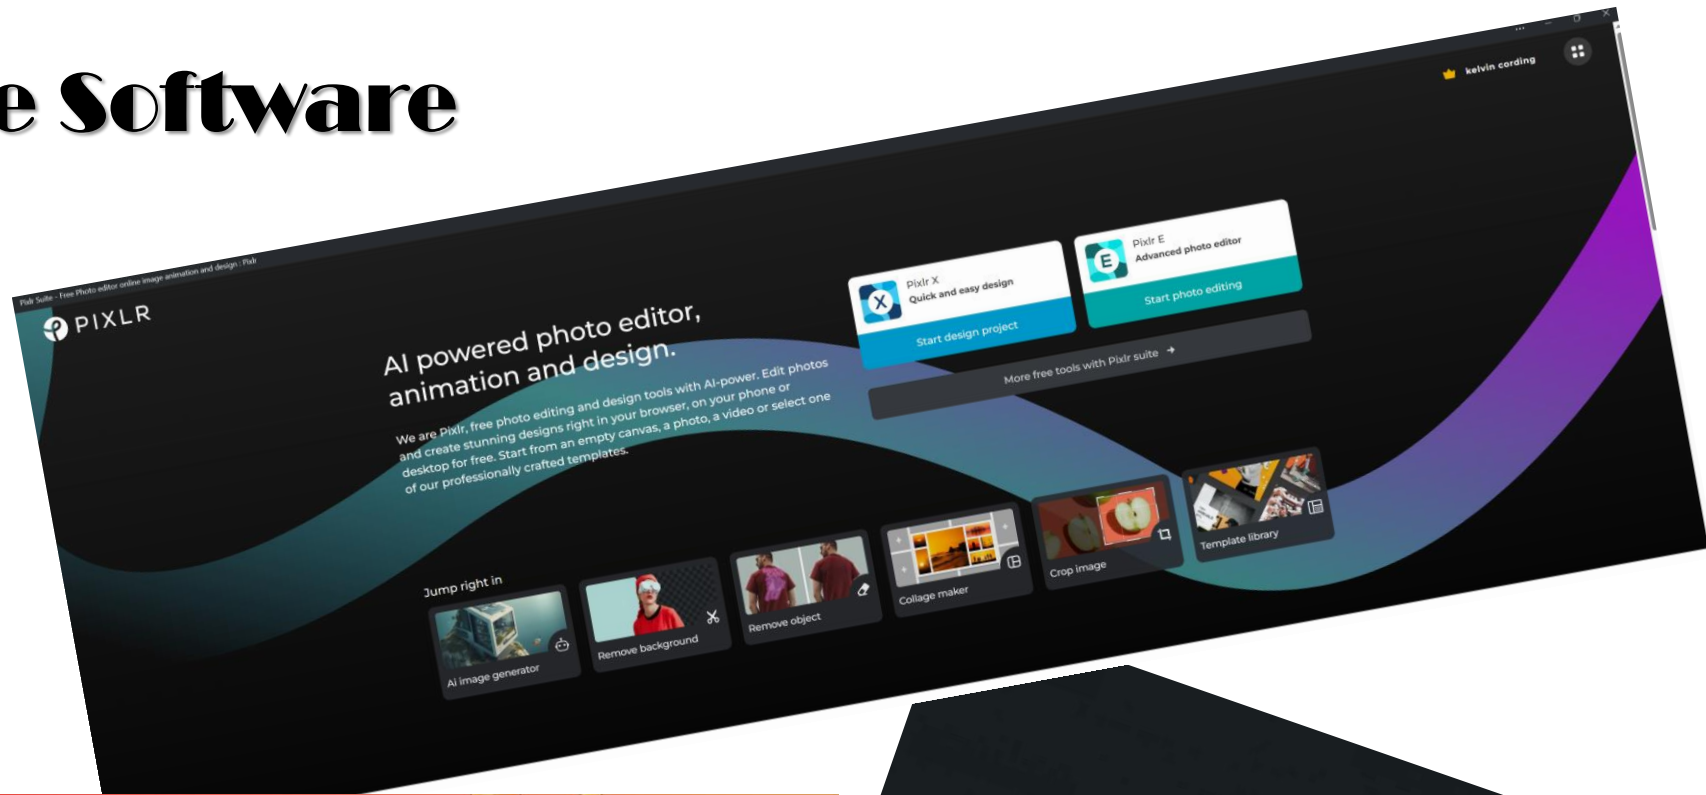 e Software
Pixlr Suite - Free Photo editor online image animation and design : Pixlr
kelvin cording
PIXLR
AI powered photo editor,
animation and design.
We are Pixlr, free photo editing and design tools with AI-power. Edit photos
and create stunning designs right in your browser, on your phone or
desktop for free. Start from an empty canvas, a photo, a video or select one
of our professionally crafted templates.
X
Pixlr X
Quick and easy design
Start design project
E
Pixlr E
Advanced photo editor
Start photo editing
More free tools with Pixlr suite →
Jump right in
Ai image generator
Remove background
Remove object
Collage maker
Crop image
Template library